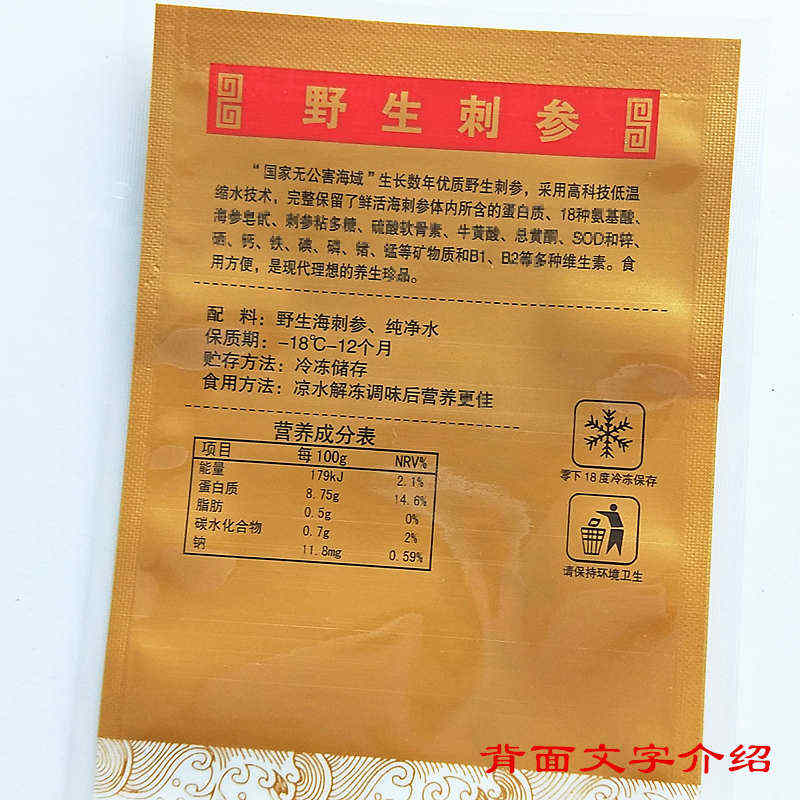 野生刺参
“国家无公害海域”生长数年优质野生刺参，采用高科技低温
缩水技术，完整保留了鲜活海刺参体内所含的蛋白质、18种氨基酸、
海参皂甙、刺参粘多糖、硫酸软骨素、牛黄酸、总黄酮、SOD和锌、
硒、钙、铁、碘、磷、锗、锰等矿物质和B1、B2等多种维生素。食
用方便，是现代理想的养生珍品。
配 料：野生海刺参、纯净水
保质期：-18℃-12个月
贮存方法：冷冻储存
食用方法：凉水解冻调味后营养更佳
营养成分表
项目 每100g NRV%
能量 179kJ 2.1%
蛋白质 8.75g 14.6%
脂肪 0.5g 0%
碳水化合物 0.7g 2%
钠 11.8mg 0.59%
零下18度冷冻保存
请保持环境卫生
背面文字介绍